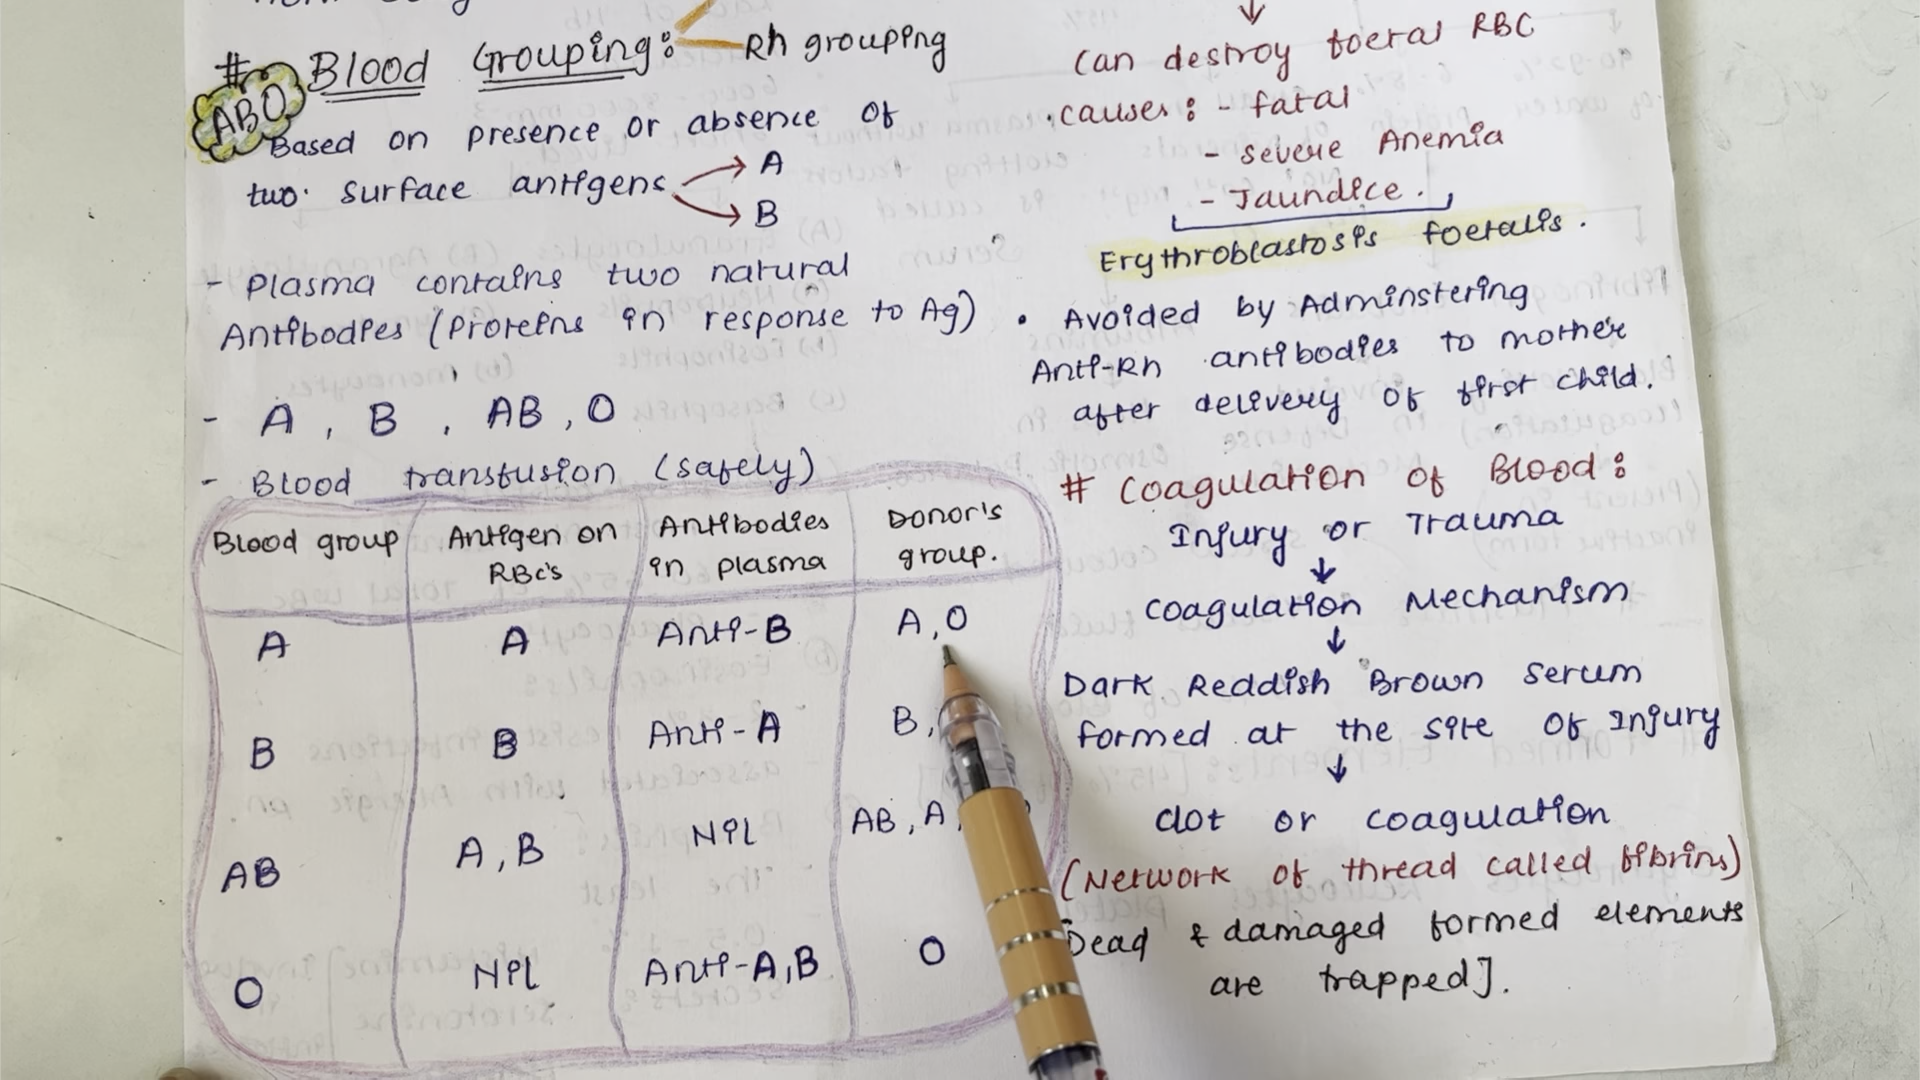 # Blood Grouping: Rh grouping
ABO
Based on presence or absence of
two surface antigens A
B
- Plasma contains two natural
Antibodies (Proteins in response to Ag)
- A, B, AB, O
- Blood transfusion (safely)
Blood group | Antigen on RBC's | Antibodies in plasma | Donor's group.
A | A | Anti-B | A, O
B | B | Anti-A | B,
AB | A, B | Nil | AB, A,
O | Nil | Anti-A, B | O
can destroy foetal RBC
causes: - fatal
- severe Anemia
- Jaundice.
Erythroblastosis foetalis.
• Avoided by Adminstering
Anti-Rh antibodies to mother
after delivery of first child.
# Coagulation of Blood:
Injury or Trauma
↓
Coagulation Mechanism
↓
Dark Reddish Brown serum
formed at the site of Injury
↓
clot or coagulation
(Network of thread called fibrins)
Dead & damaged formed elements
are trapped].